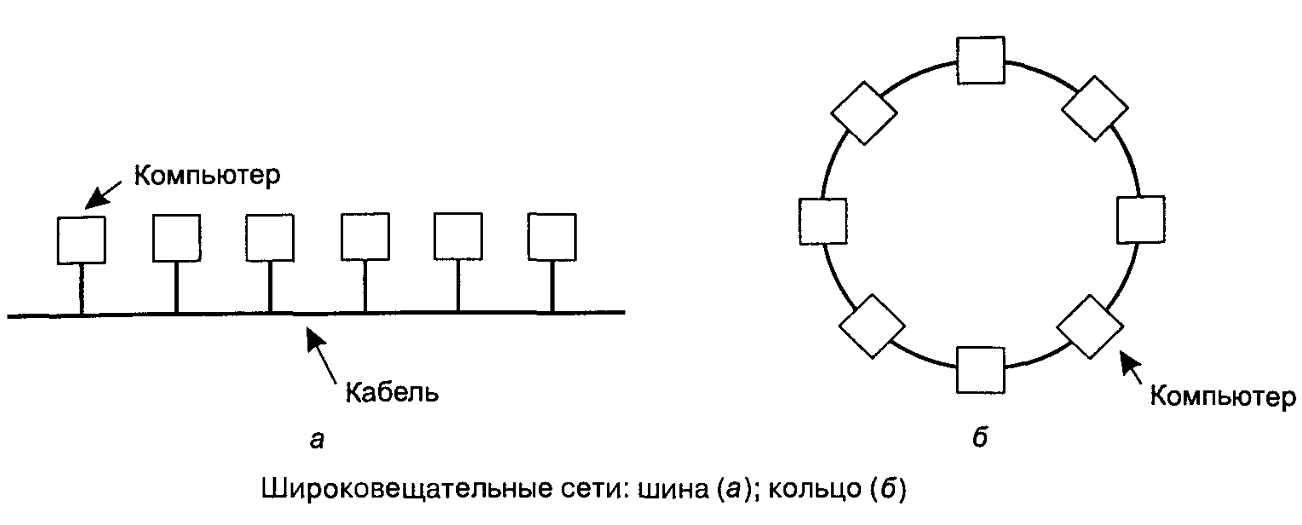 Компьютер
Кабель
а
Компьютер
б
Широковещательные сети: шина (а); кольцо (б)